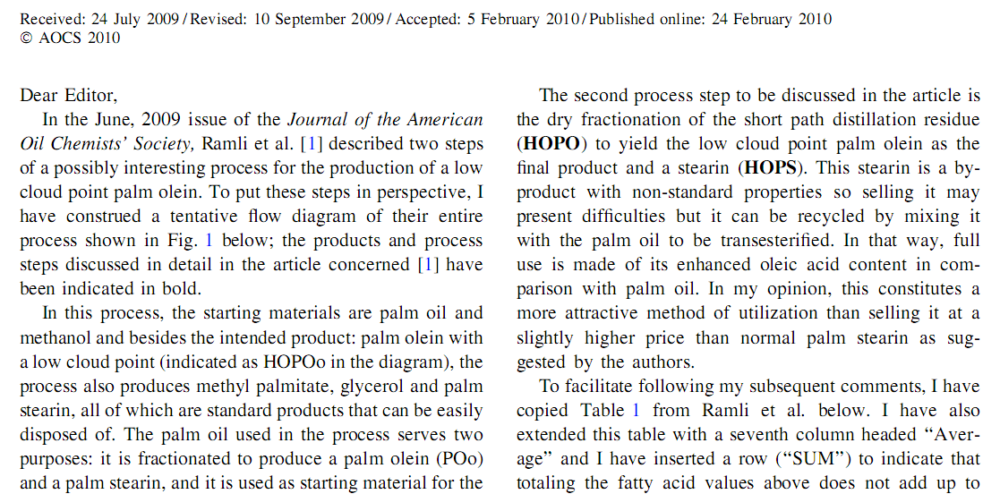 Received: 24 July 2009 / Revised: 10 September 2009 / Accepted: 5 February 2010 / Published online: 24 February 2010
© AOCS 2010
Dear Editor,
In the June, 2009 issue of the Journal of the American
Oil Chemists' Society, Ramli et al. [1] described two steps
of a possibly interesting process for the production of a low
cloud point palm olein. To put these steps in perspective, I
have construed a tentative flow diagram of their entire
process shown in Fig. 1 below; the products and process
steps discussed in detail in the article concerned [1] have
been indicated in bold.
In this process, the starting materials are palm oil and
methanol and besides the intended product: palm olein with
a low cloud point (indicated as HOPOo in the diagram), the
process also produces methyl palmitate, glycerol and palm
stearin, all of which are standard products that can be easily
disposed of. The palm oil used in the process serves two
purposes: it is fractionated to produce a palm olein (POo)
and a palm stearin, and it is used as starting material for the
The second process step to be discussed in the article is
the dry fractionation of the short path distillation residue
(HOPO) to yield the low cloud point palm olein as the
final product and a stearin (HOPS). This stearin is a by-
product with non-standard properties so selling it may
present difficulties but it can be recycled by mixing it
with the palm oil to be transesterified. In that way, full
use is made of its enhanced oleic acid content in com-
parison with palm oil. In my opinion, this constitutes a
more attractive method of utilization than selling it at a
slightly higher price than normal palm stearin as sug-
gested by the authors.
To facilitate following my subsequent comments, I have
copied Table 1 from Ramli et al. below. I have also
extended this table with a seventh column headed “Aver-
age” and I have inserted a row (“SUM”) to indicate that
totaling the fatty acid values above does not add up to